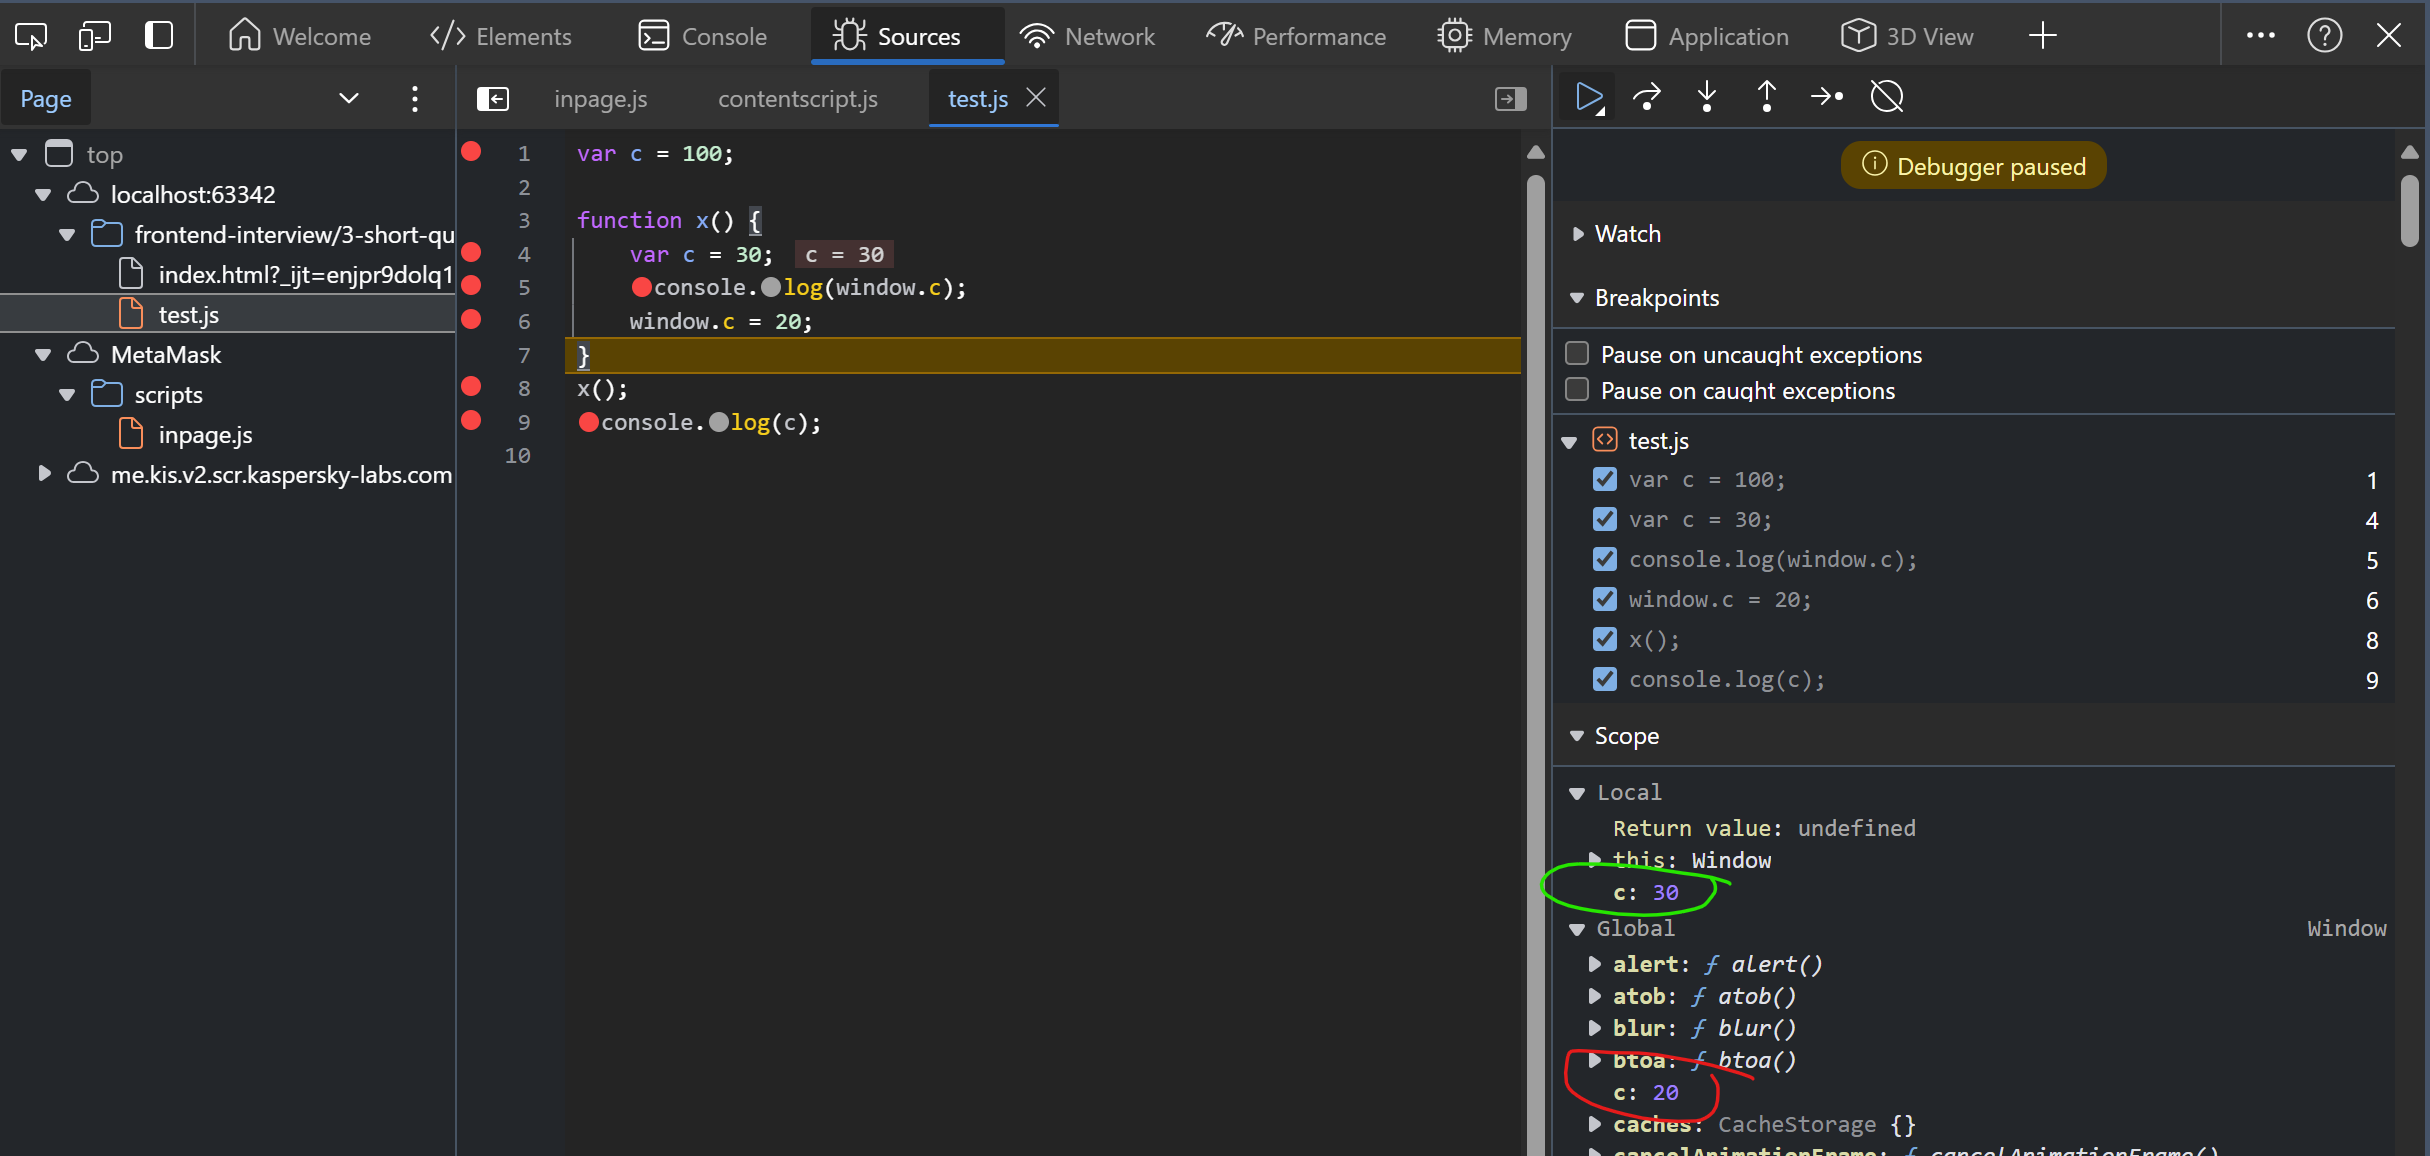 Welcome
Elements
Console
Sources
Network
Performance
Memory
Application
3D View
Page
top
localhost:63342
frontend-interview/3-short-qu
index.html?_ijt=enjpr9dolq1
test.js
MetaMask
scripts
inpage.js
me.kis.v2.scr.kaspersky-labs.com
inpage.js
contentscript.js
test.js
1 var c = 100;
2
3 function x() {
4 var c = 30; c = 30
5 console.log(window.c);
6 window.c = 20;
7 }
8 x();
9 console.log(c);
10
Debugger paused
Watch
Breakpoints
Pause on uncaught exceptions
Pause on caught exceptions
test.js
var c = 100; 1
var c = 30; 4
console.log(window.c); 5
window.c = 20; 6
x(); 8
console.log(c); 9
Scope
Local
Return value: undefined
this: Window
c: 30
Global Window
alert: ƒ alert()
atob: ƒ atob()
blur: ƒ blur()
btoa: ƒ btoa()
c: 20
caches: CacheStorage {}
cancelAnimationFrame: ƒ cancelAnimationFrame()